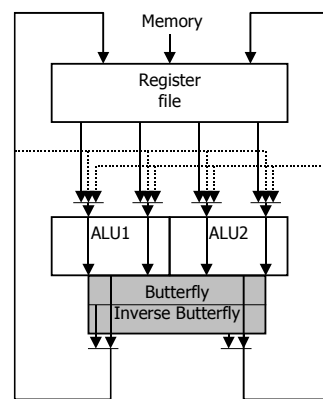 Memory
Register
file
ALU1
ALU2
Butterfly
Inverse Butterfly